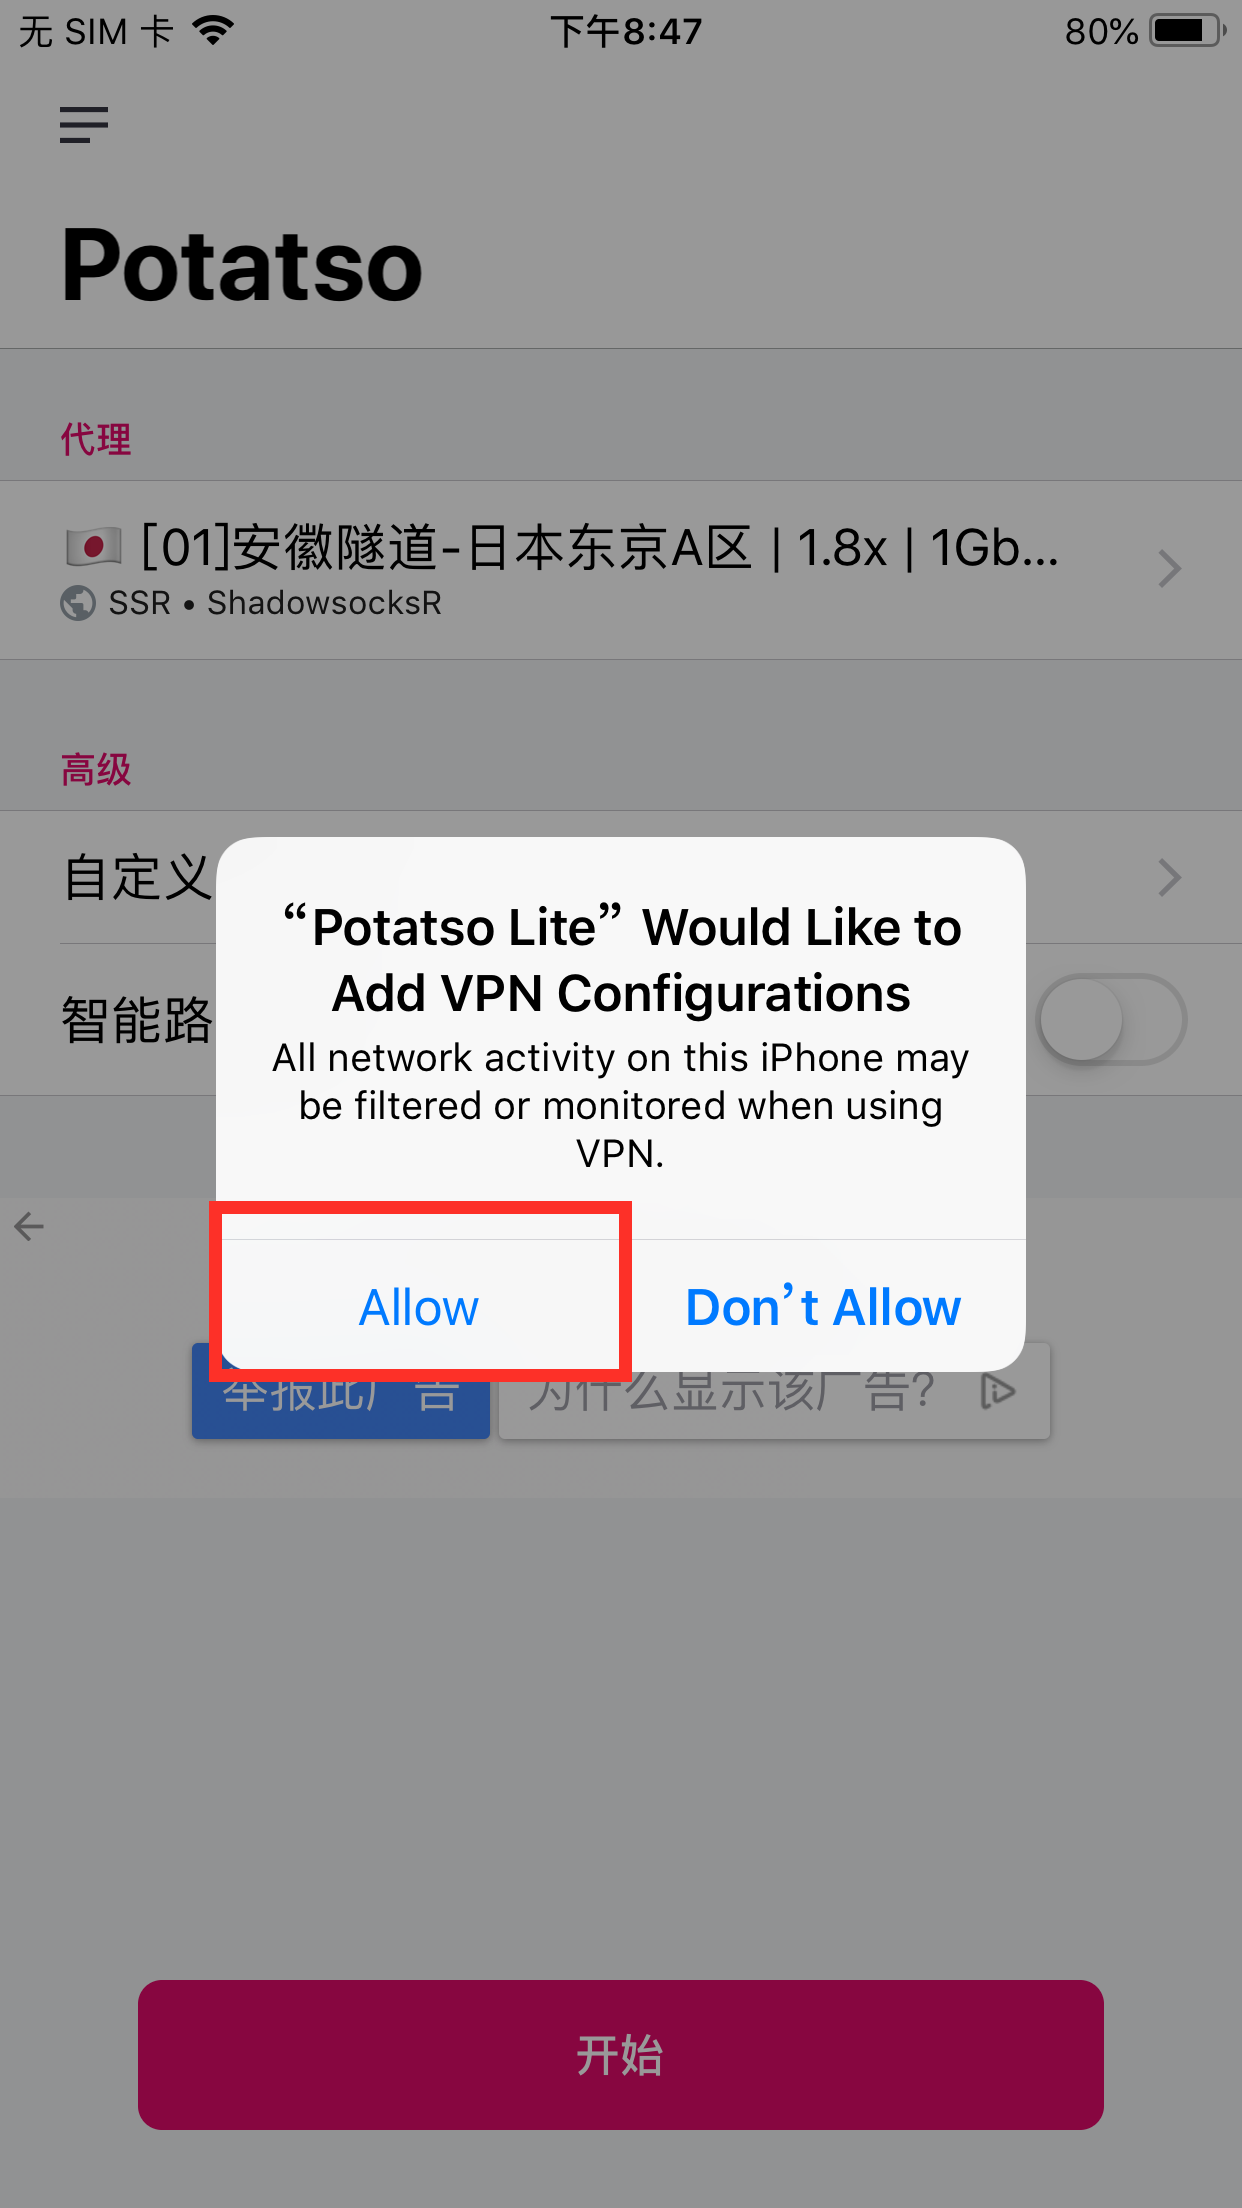 无 SIM 卡
下午8:47
80%
Potatso
代理
[01]安徽隧道-日本东京A区 | 1.8x | 1Gb...
SSR • ShadowsocksR
高级
自定义
智能路
“Potatso Lite” Would Like to
Add VPN Configurations
All network activity on this iPhone may
be filtered or monitored when using
VPN.
Allow
Don’t Allow
举报此广告
为什么显示该广告?
开始